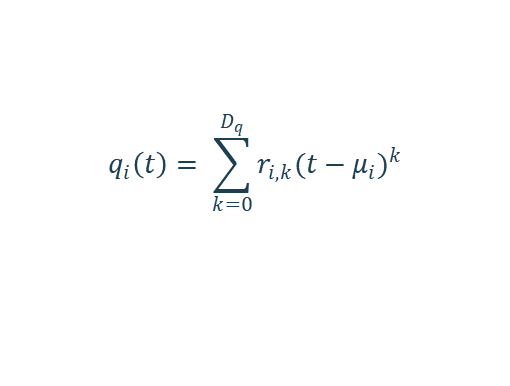 $q_i(t) = \sum_{k=0}^{D_q} r_{i,k}(t - \mu_i)^k$